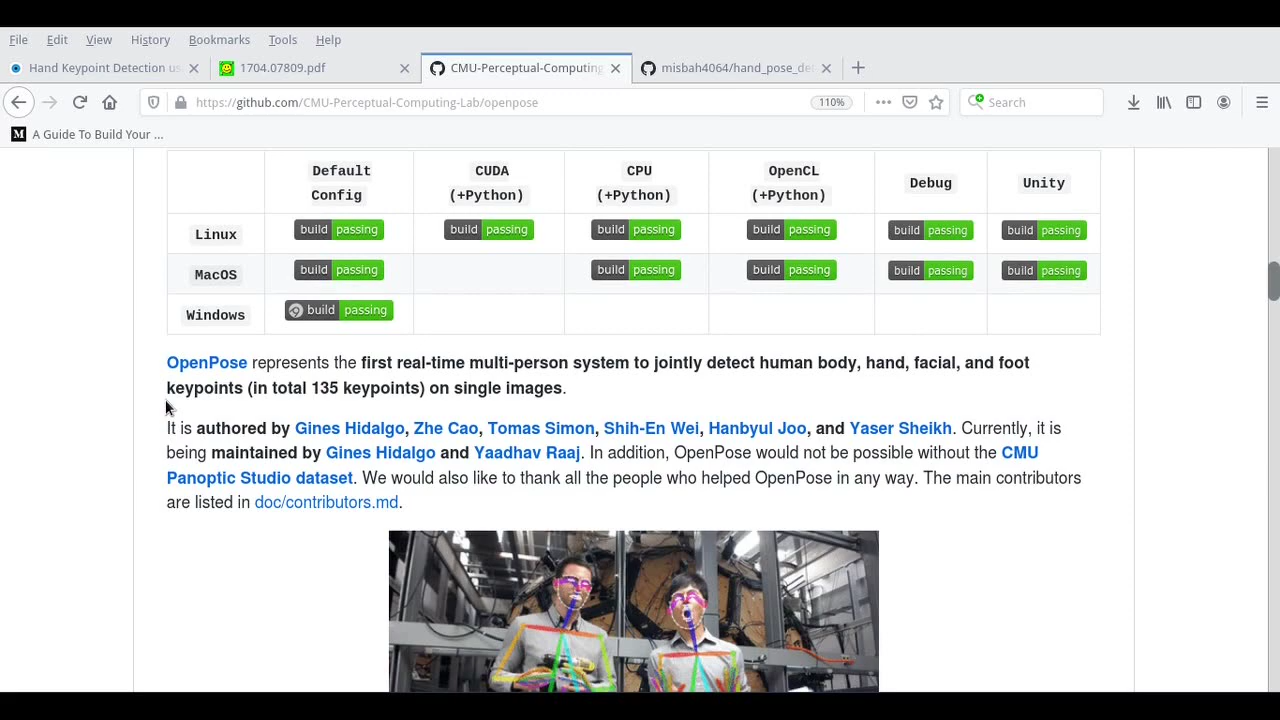 File Edit View History Bookmarks Tools Help
Hand Keypoint Detection us
1704.07809.pdf
CMU-Perceptual-Computing
misbah4064/hand_pose_de
https://github.com/CMU-Perceptual-Computing-Lab/openpose
110%
Search
M A Guide To Build Your ...
Default Config CUDA (+Python) CPU (+Python) OpenCL (+Python) Debug Unity
Linux build passing build passing build passing build passing build passing build passing
MacOS build passing build passing build passing build passing build passing
Windows build passing
OpenPose represents the first real-time multi-person system to jointly detect human body, hand, facial, and foot
keypoints (in total 135 keypoints) on single images.
It is authored by Gines Hidalgo, Zhe Cao, Tomas Simon, Shih-En Wei, Hanbyul Joo, and Yaser Sheikh. Currently, it is
being maintained by Gines Hidalgo and Yaadhav Raaj. In addition, OpenPose would not be possible without the CMU
Panoptic Studio dataset. We would also like to thank all the people who helped OpenPose in any way. The main contributors
are listed in doc/contributors.md.